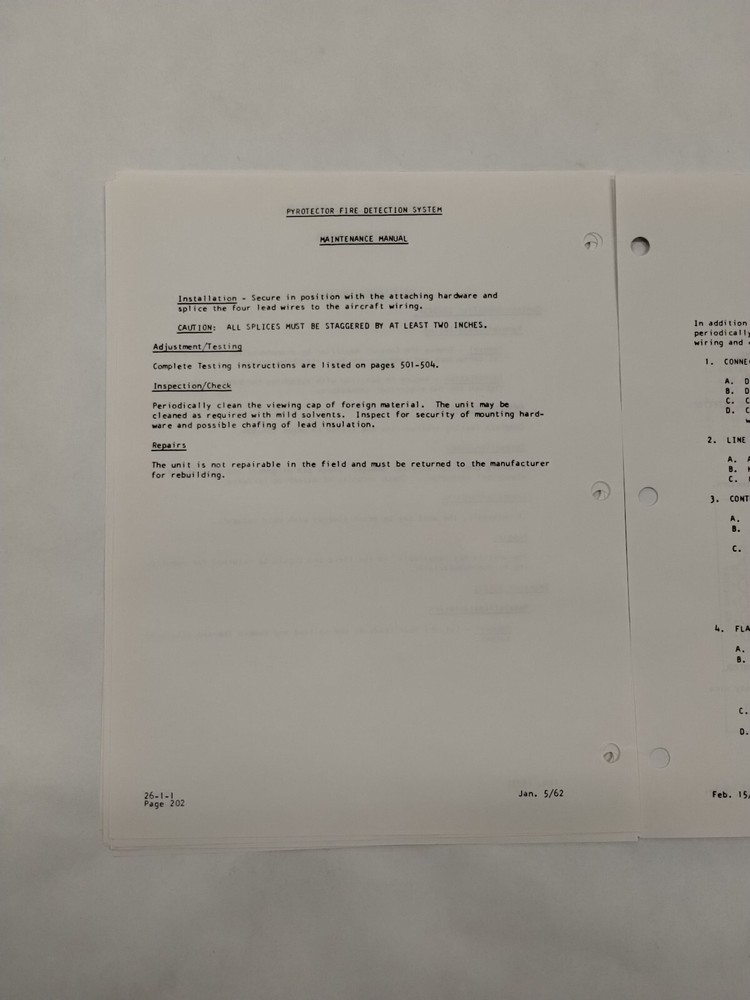 PYROTECTOR FIRE DETECTION SYSTEM
MAINTENANCE MANUAL
Installation - Secure in position with the attaching hardware and
splice the four lead wires to the aircraft wiring.
CAUTION: ALL SPLICES MUST BE STAGGERED BY AT LEAST TWO INCHES.
Adjustment/Testing
Complete Testing instructions are listed on pages 501-504.
Inspection/Check
Periodically clean the viewing cap of foreign material. The unit may be
cleaned as required with mild solvents. Inspect for security of mounting hard-
ware and possible chafing of lead insulation.
Repairs
The unit is not repairable in the field and must be returned to the manufacturer
for rebuilding.
26-1-1
Page 202
Jan. 5/62
In addition
periodically
wiring and
1. CONNE
A. D
B. D
C. C
D. C
2. LINE
A.
B.
C.
3. CONT
A.
B.
C.
4. FLA
A.
B.
C.
D.
Feb. 15/